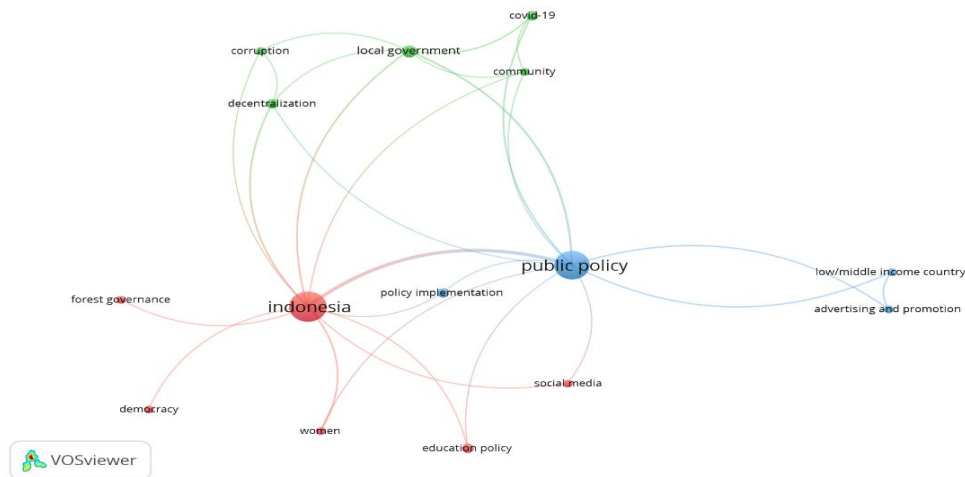 covid-19
corruption
local government
community
decentralization
public policy
low/middle income country
forest governance
policy implementation
indonesia
advertising and promotion
social media
democracy
women
education policy
VOSviewer